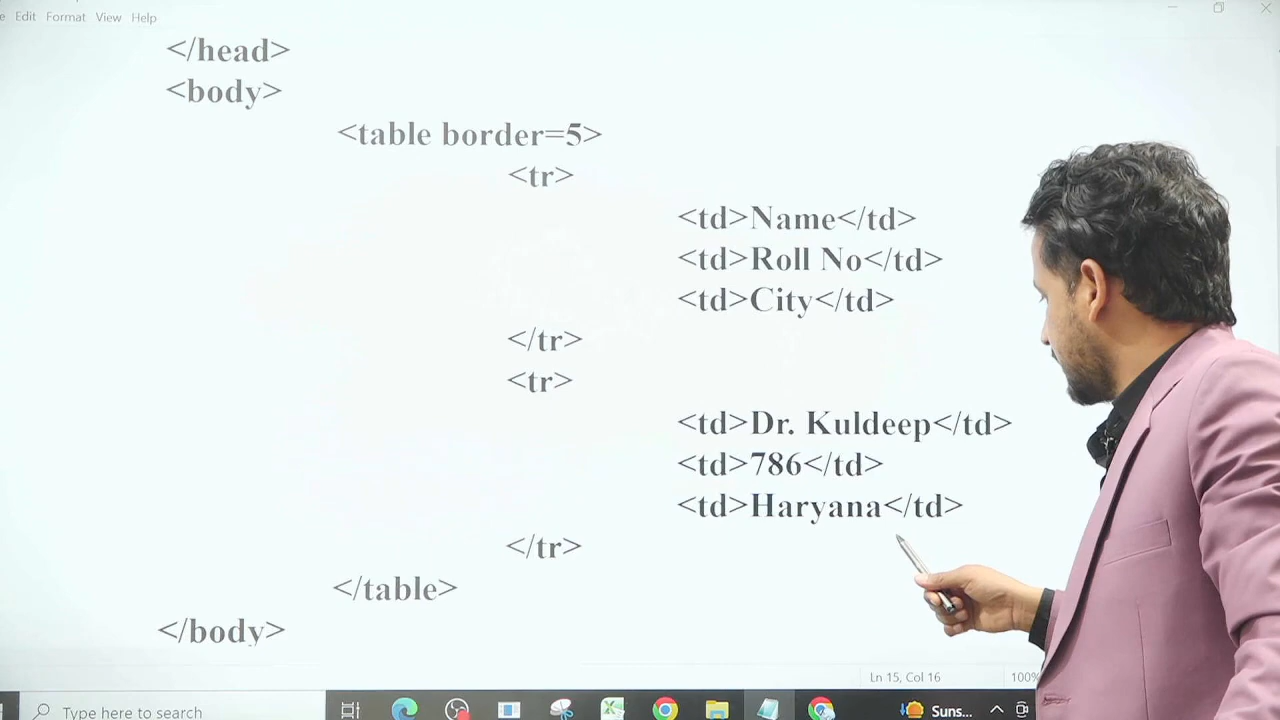 Edit Format View Help
</head>
<body>
<table border=5>
<tr>
<td>Name</td>
<td>Roll No</td>
<td>City</td>
</tr>
<tr>
<td>Dr. Kuldeep</td>
<td>786</td>
<td>Haryana</td>
</tr>
</table>
</body>
Ln 15, Col 16
100%
Type here to search
Suns...